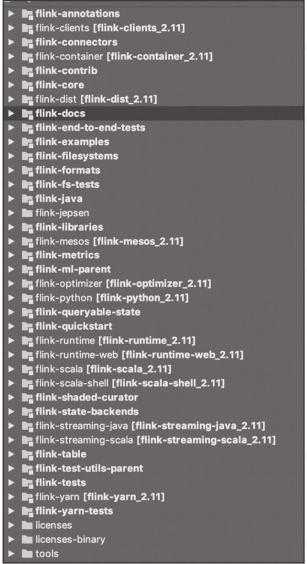 flink-annotations
flink-clients [flink-clients_2.11]
flink-connectors
flink-container [flink-container_2.11]
flink-contrib
flink-core
flink-dist [flink-dist_2.11]
flink-docs
flink-end-to-end-tests
flink-examples
flink-filesystems
flink-formats
flink-fs-tests
flink-java
flink-jepsen
flink-libraries
flink-mesos [flink-mesos_2.11]
flink-metrics
flink-ml-parent
flink-optimizer [flink-optimizer_2.11]
flink-python [flink-python_2.11]
flink-queryable-state
flink-quickstart
flink-runtime [flink-runtime_2.11]
flink-runtime-web [flink-runtime-web_2.11]
flink-scala [flink-scala_2.11]
flink-scala-shell [flink-scala-shell_2.11]
flink-shaded-curator
flink-state-backends
flink-streaming-java [flink-streaming-java_2.11]
flink-streaming-scala [flink-streaming-scala_2.11]
flink-table
flink-test-utils-parent
flink-tests
flink-yarn [flink-yarn_2.11]
flink-yarn-tests
licenses
licenses-binary
tools